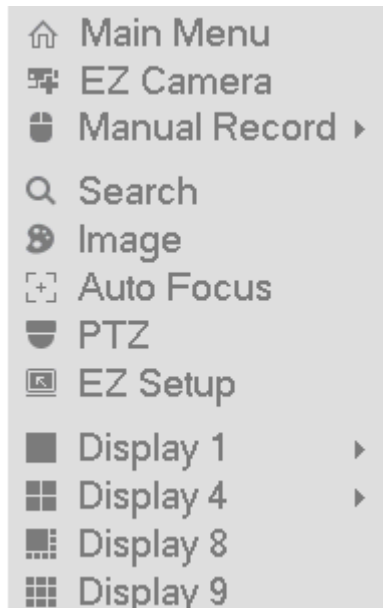 Main Menu
EZ Camera
Manual Record
Search
Image
Auto Focus
PTZ
EZ Setup
Display 1
Display 4
Display 8
Display 9